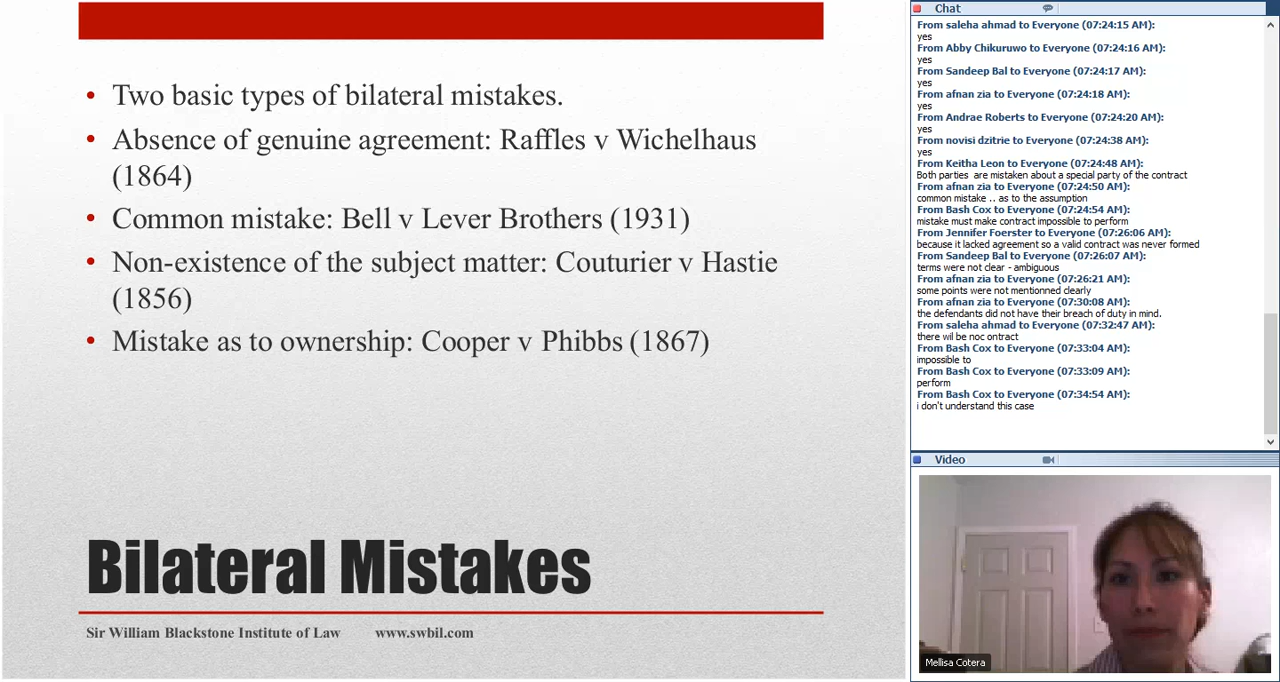 • Two basic types of bilateral mistakes.
• Absence of genuine agreement: Raffles v Wichelhaus
(1864)
• Common mistake: Bell v Lever Brothers (1931)
• Non-existence of the subject matter: Couturier v Hastie
(1856)
• Mistake as to ownership: Cooper v Phibbs (1867)
Bilateral Mistakes
Sir William Blackstone Institute of Law www.swbil.com
Chat
From saleha ahmad to Everyone (07:24:15 AM):
yes
From Abby Chikuruwo to Everyone (07:24:16 AM):
yes
From Sandeep Bal to Everyone (07:24:17 AM):
yes
From afnan zia to Everyone (07:24:18 AM):
yes
From Andrae Roberts to Everyone (07:24:20 AM):
yes
From novisi dzitrie to Everyone (07:24:38 AM):
yes
From Keitha Leon to Everyone (07:24:48 AM):
Both parties are mistaken about a special party of the contract
From afnan zia to Everyone (07:24:50 AM):
common mistake .. as to the assumption
From Bash Cox to Everyone (07:24:54 AM):
mistake must make contract impossible to perform
From Jennifer Foerster to Everyone (07:26:06 AM):
because it lacked agreement so a valid contract was never formed
From Sandeep Bal to Everyone (07:26:07 AM):
terms were not clear - ambiguous
From afnan zia to Everyone (07:26:21 AM):
some points were not mentionned clearly
From afnan zia to Everyone (07:30:08 AM):
the defendants did not have their breach of duty in mind.
From saleha ahmad to Everyone (07:32:47 AM):
there wil be noc ontract
From Bash Cox to Everyone (07:33:04 AM):
impossible to
From Bash Cox to Everyone (07:33:09 AM):
perform
From Bash Cox to Everyone (07:34:54 AM):
i don't understand this case
Video
Mellisa Cotera